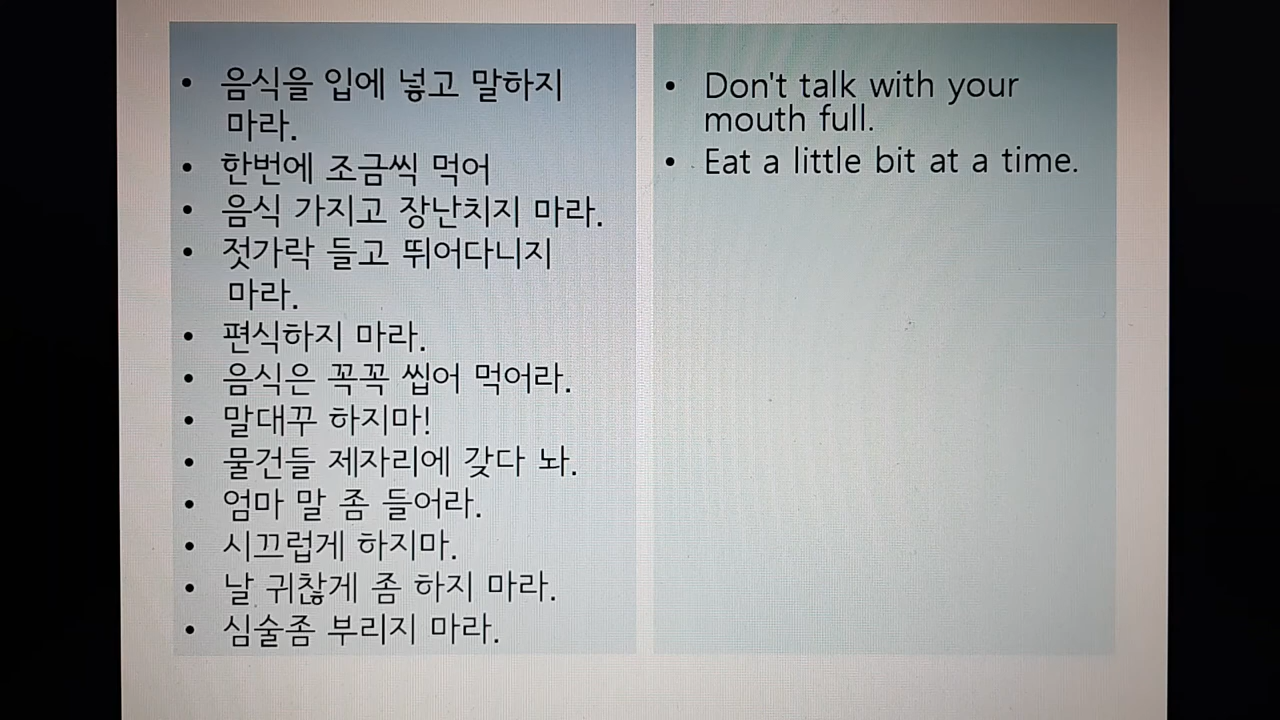 • 음식을 입에 넣고 말하지
마라.
• 한번에 조금씩 먹어
• 음식 가지고 장난치지 마라.
• 젓가락 들고 뛰어다니지
마라.
• 편식하지 마라.
• 음식은 꼭꼭 씹어 먹어라.
• 말대꾸 하지마!
• 물건들 제자리에 갖다 놔.
• 엄마 말 좀 들어라.
• 시끄럽게 하지마.
• 날 귀찮게 좀 하지 마라.
• 심술좀 부리지 마라.
• Don't talk with your
mouth full.
• Eat a little bit at a time.